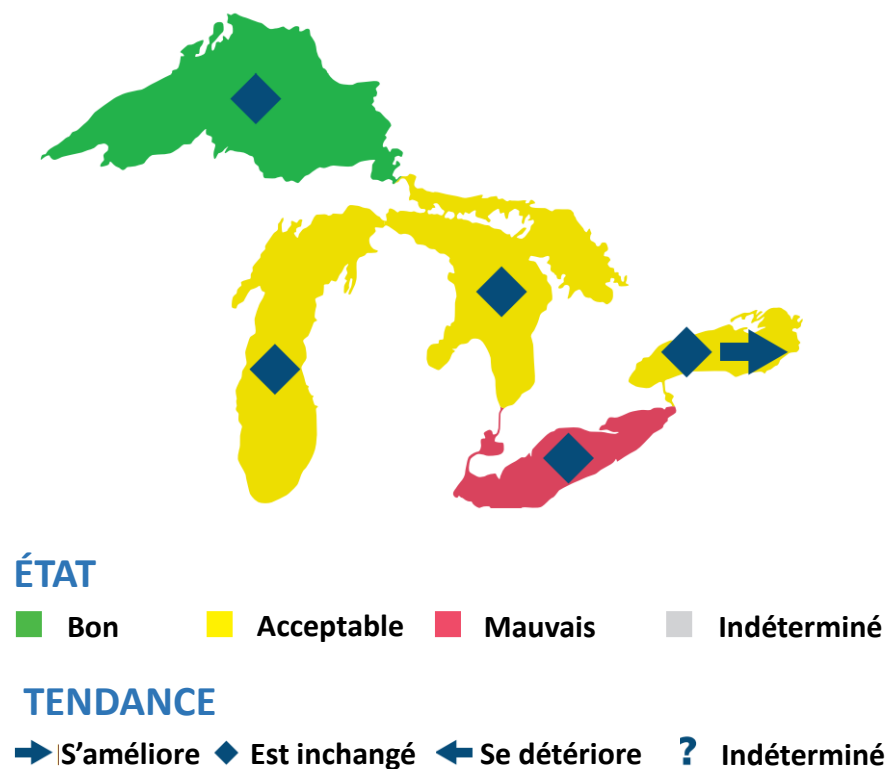 ÉTAT
Bon Acceptable Mauvais Indéterminé
TENDANCE
S’améliore Est inchangé Se détériore ? Indéterminé